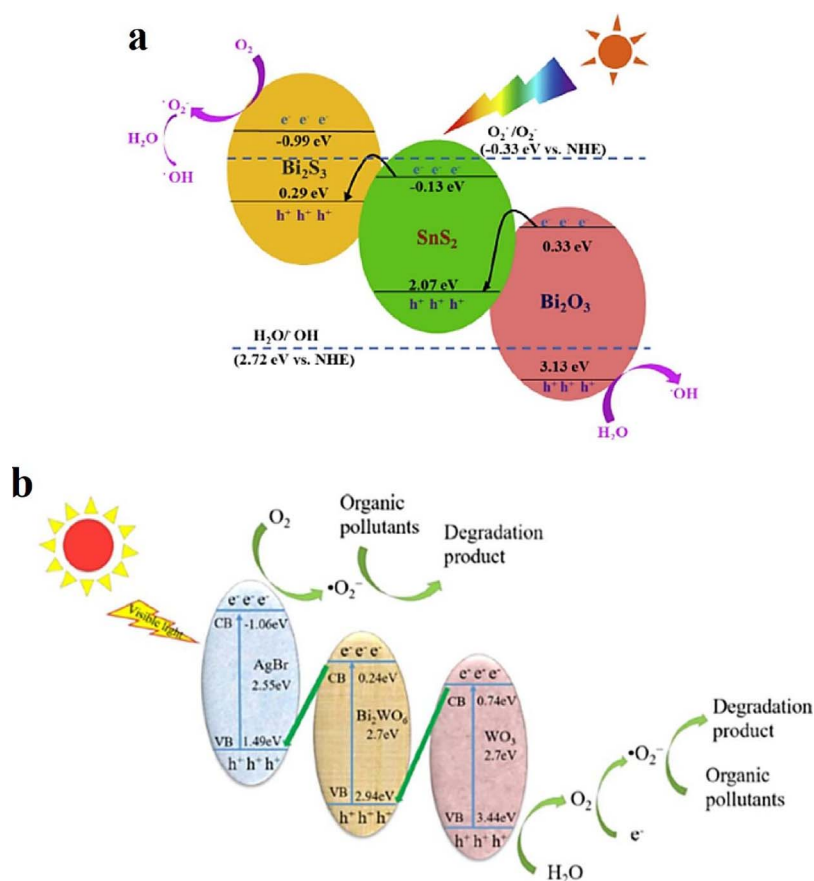 a
O₂
·O₂⁻
H₂O
·OH
e⁻ e⁻ e⁻
-0.99 eV
Bi₂S₃
0.29 eV
h⁺ h⁺ h⁺
O₂⁻/O₂⁻
(-0.33 eV vs. NHE)
e⁻ e⁻ e⁻
-0.13 eV
SnS₂
2.07 eV
h⁺ h⁺ h⁺
e⁻ e⁻ e⁻
0.33 eV
Bi₂O₃
3.13 eV
h⁺ h⁺ h⁺
H₂O/·OH
(2.72 eV vs. NHE)
·OH
H₂O
b
Visible light
O₂
•O₂⁻
Organic
pollutants
Degradation
product
e⁻ e⁻ e⁻
CB -1.06eV
AgBr
2.55eV
VB 1.49eV
h⁺ h⁺ h⁺
e⁻ e⁻ e⁻
CB 0.24eV
Bi₂WO₆
2.7eV
VB 2.94eV
h⁺ h⁺ h⁺
e⁻ e⁻ e⁻
CB 0.74eV
WO₃
2.7eV
VB 3.44eV
h⁺ h⁺ h⁺
H₂O
O₂
e⁻
•O₂⁻
Degradation
product
Organic
pollutants